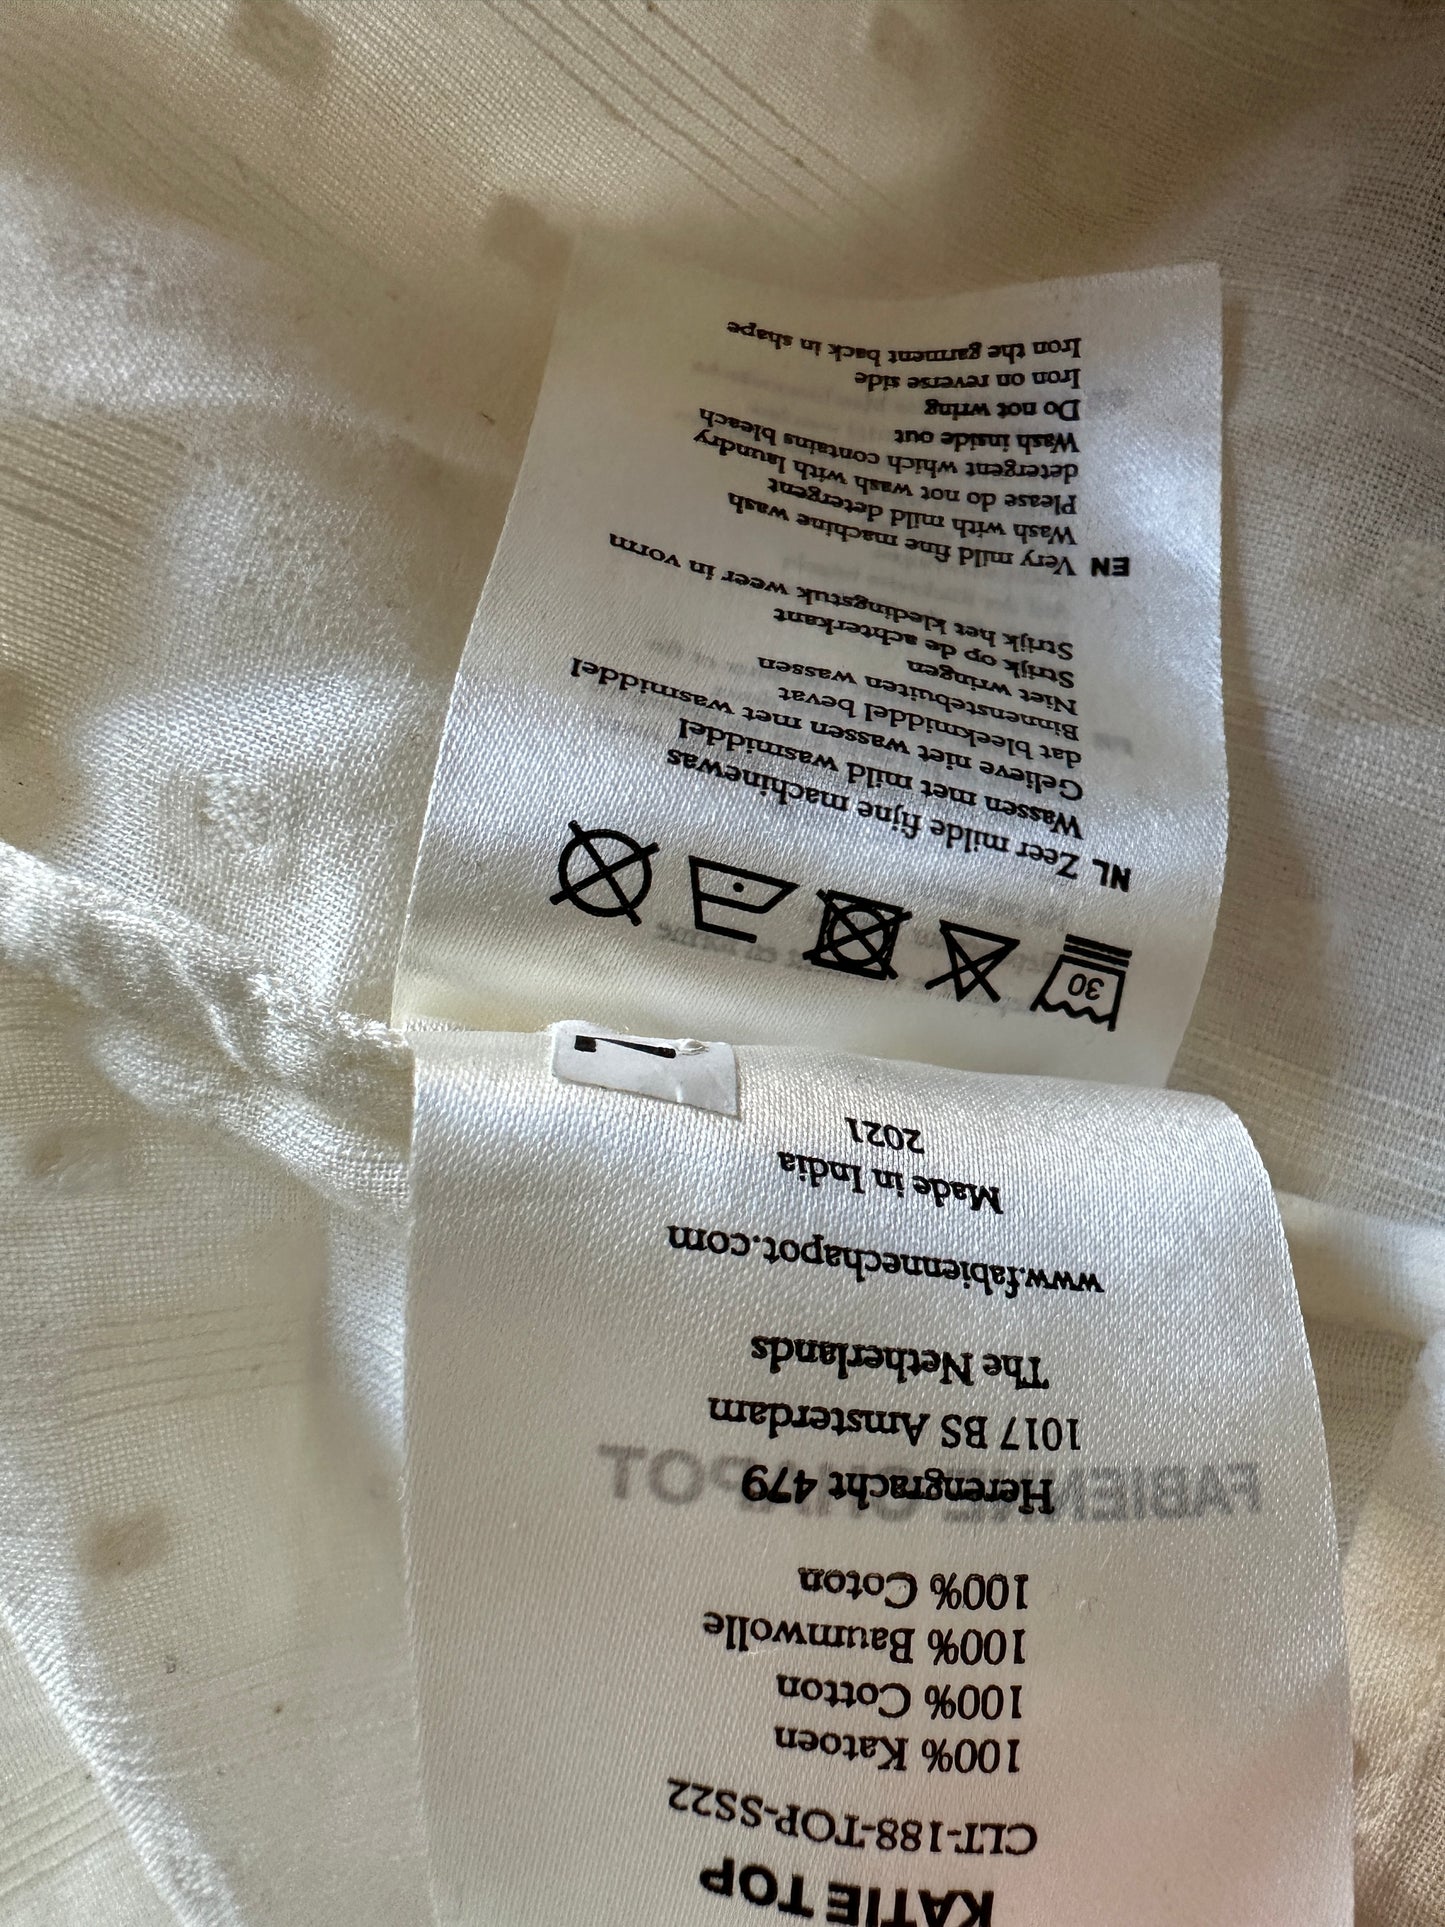 KATIE TOP
CLT-188-TOP-SS22
100% Katoen
100% Cotton
100% Baumwolle
100% Coton
Herengracht 479
FABIENNE CHAPOT
1017 BS Amsterdam
The Netherlands
www.fabiennechapot.com
Made in India
2021
30
NL Zeer milde fijne machinewas
Wassen met mild wasmiddel
Gelieve niet wassen met wasmiddel
dat bleekmiddel bevat
Binnenstebuiten wassen
Niet wringen
Strijk op de achterkant
Strijk het kledingstuk weer in vorm
EN Very mild fine machine wash
Wash with mild detergent
Please do not wash with laundry
detergent which contains bleach
Wash inside out
Do not wring
Iron on reverse side
Iron the garment back in shape